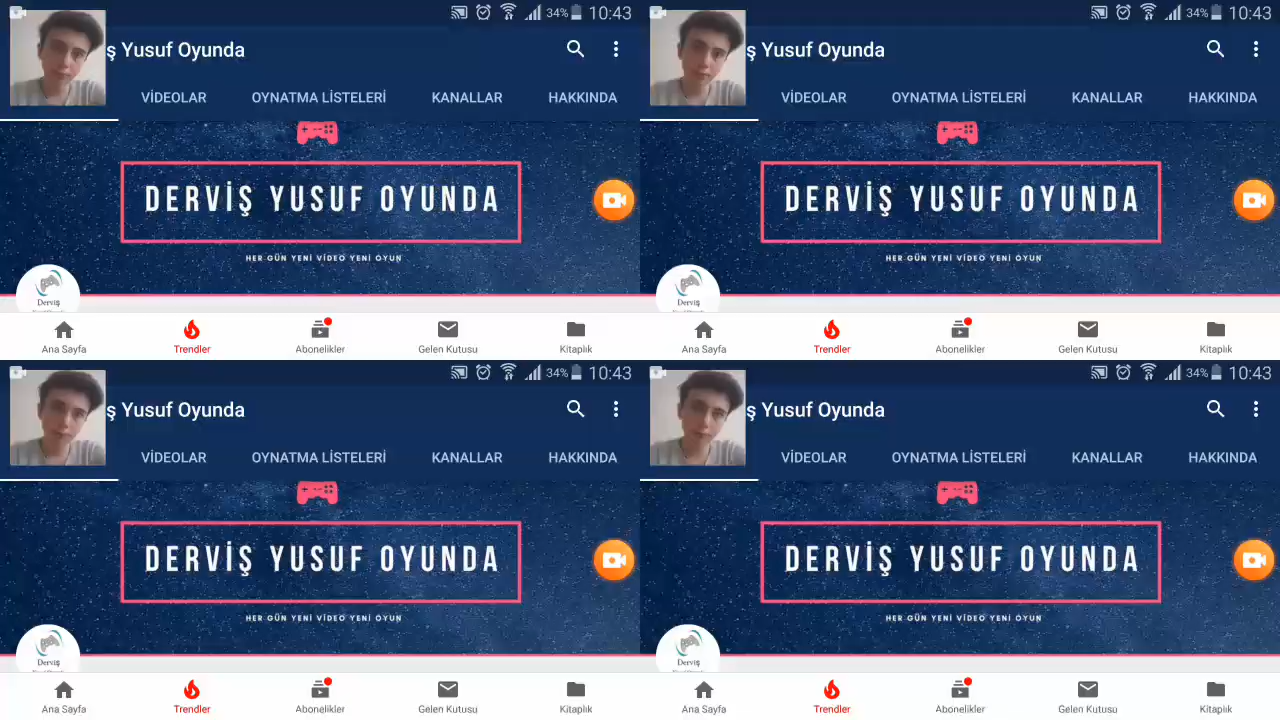 34% 10:43
ş Yusuf Oyunda
VİDEOLAR OYNATMA LİSTELERİ KANALLAR HAKKINDA
DERVİŞ YUSUF OYUNDA
HER GÜN YENİ VİDEO YENİ OYUN
Derviş
Ana Sayfa Trendler Abonelikler Gelen Kutusu Kitaplık
34% 10:43
ş Yusuf Oyunda
VİDEOLAR OYNATMA LİSTELERİ KANALLAR HAKKINDA
DERVİŞ YUSUF OYUNDA
HER GÜN YENİ VİDEO YENİ OYUN
Derviş
Ana Sayfa Trendler Abonelikler Gelen Kutusu Kitaplık
34% 10:43
ş Yusuf Oyunda
VİDEOLAR OYNATMA LİSTELERİ KANALLAR HAKKINDA
DERVİŞ YUSUF OYUNDA
HER GÜN YENİ VİDEO YENİ OYUN
Derviş
Ana Sayfa Trendler Abonelikler Gelen Kutusu Kitaplık
34% 10:43
ş Yusuf Oyunda
VİDEOLAR OYNATMA LİSTELERİ KANALLAR HAKKINDA
DERVİŞ YUSUF OYUNDA
HER GÜN YENİ VİDEO YENİ OYUN
Derviş
Ana Sayfa Trendler Abonelikler Gelen Kutusu Kitaplık